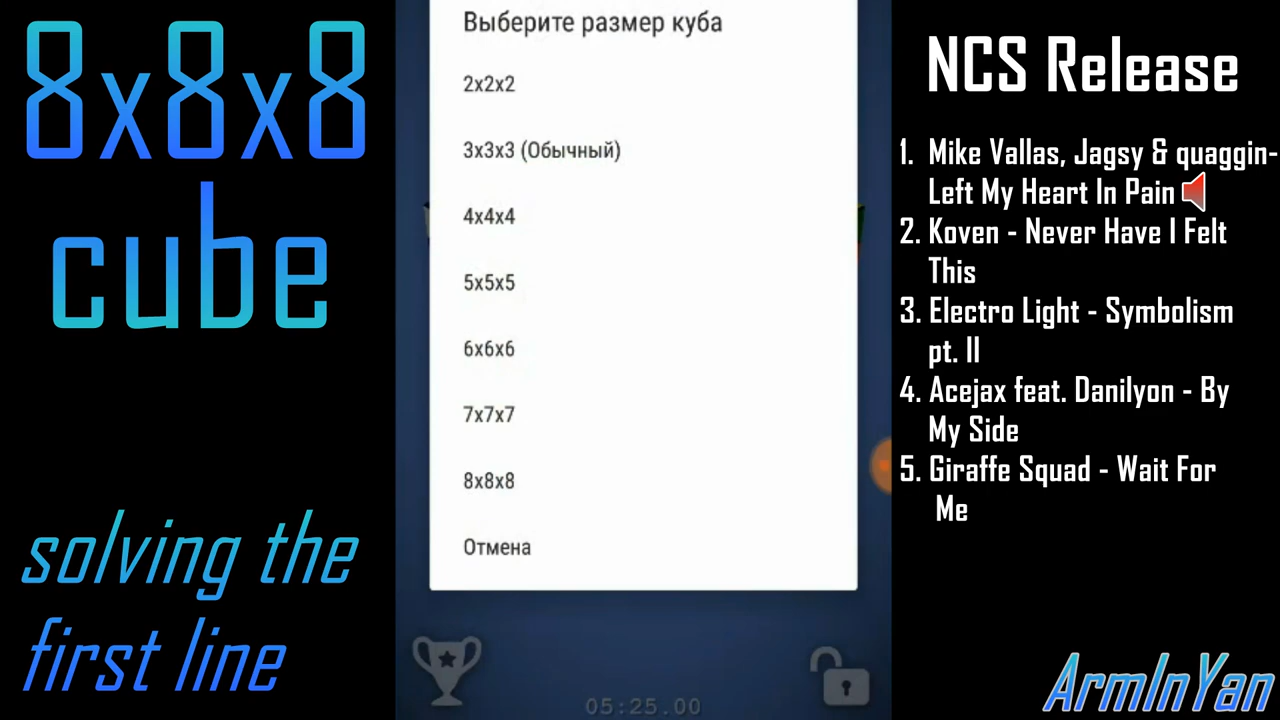 8x8x8
cube
solving the
first line
Выберите размер куба
2x2x2
3x3x3 (Обычный)
4x4x4
5x5x5
6x6x6
7x7x7
8x8x8
Отмена
05:25.00
NCS Release
1. Mike Vallas, Jagsy & quaggin-
Left My Heart In Pain
2. Koven - Never Have I Felt
This
3. Electro Light - Symbolism
pt. II
4. Acejax feat. Danilyon - By
My Side
5. Giraffe Squad - Wait For
Me
ArmInYan